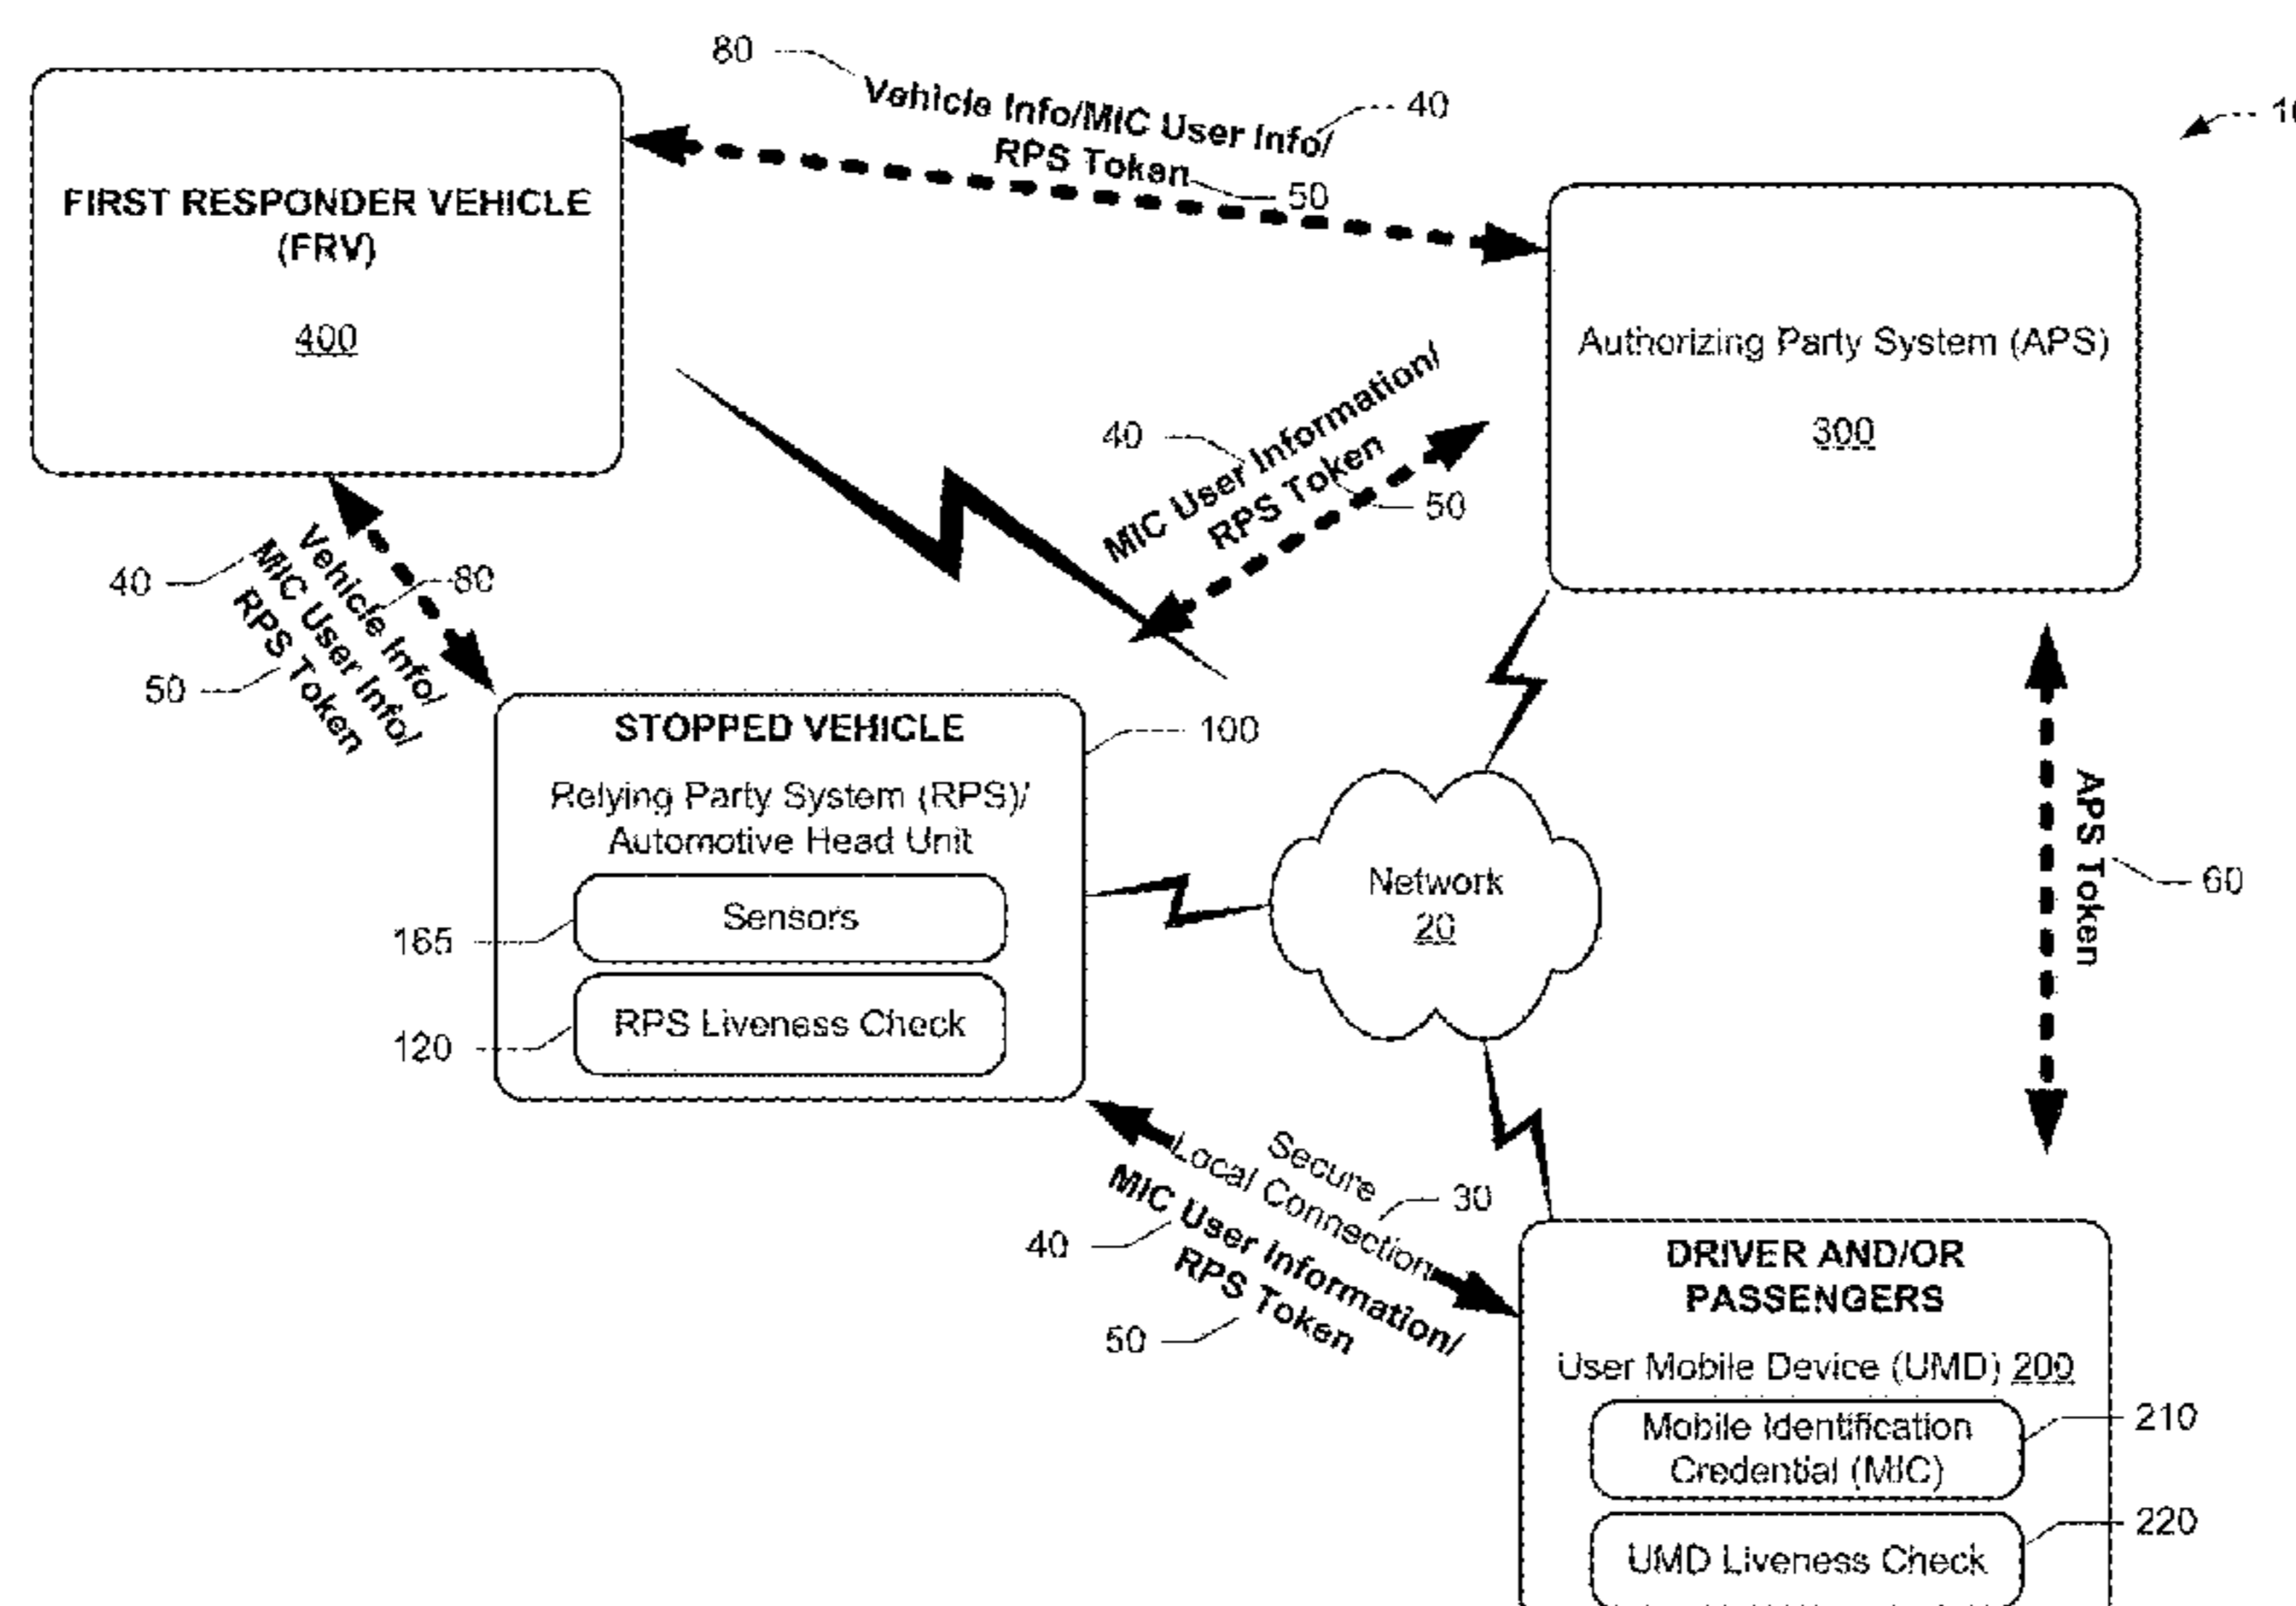 80
Vehicle Info/MIC User Info/
40
RPS Token
50
FIRST RESPONDER VEHICLE
(FRV)
400
Authorizing Party System (APS)
300
40
MIC User Information/
RPS Token
50
Vehicle Info/
80
40
MIC User Info/
RPS Token
50
STOPPED VEHICLE
100
Relying Party System (RPS)/
Automotive Head Unit
Sensors
165
RPS Liveness Check
120
Network
20
APS Token
60
Secure
Local Connection
30
40
MIC User Information/
RPS Token
50
DRIVER AND/OR
PASSENGERS
User Mobile Device (UMD) 200
Mobile Identification
Credential (MIC)
210
220
UMD Liveness Check